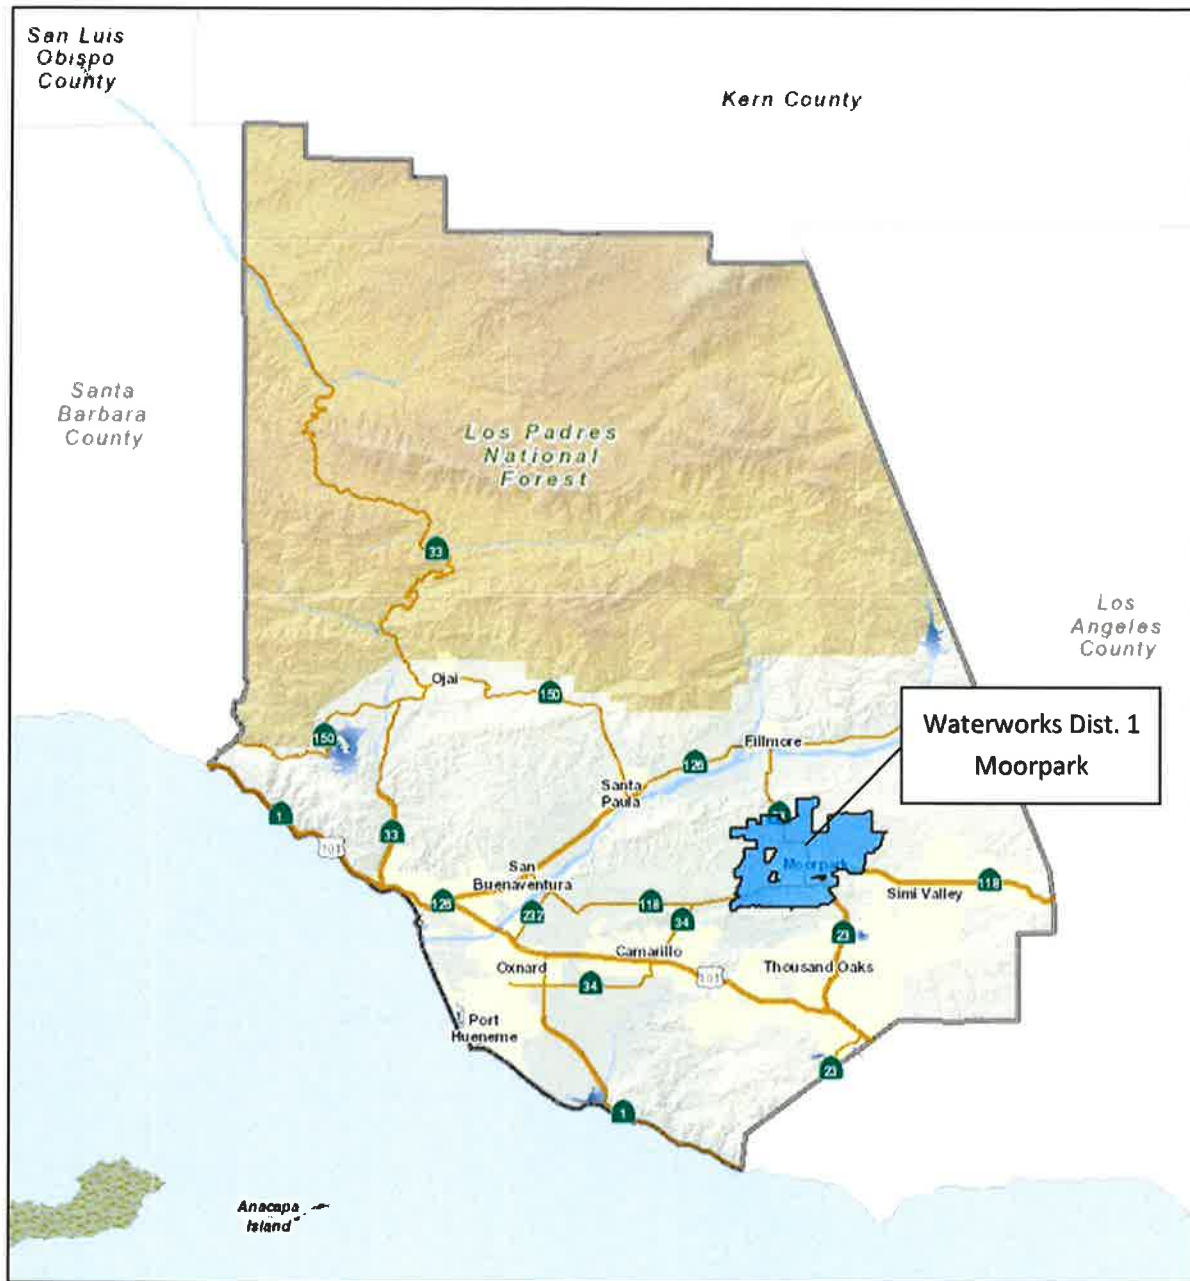 San Luis
Obispo
County
Kern County
Santa
Barbara
County
Los Padres
National
Forest
33
Los
Angeles
County
Ojai
150
150
Waterworks Dist. 1
Moorpark
Fillmore
126
Santa
Paula
1
101
33
Moorpark
San
Buenaventura
118
Simi Valley
126
232
118
34
23
Camarillo
Oxnard
101
Thousand Oaks
34
Port
Hueneme
23
1
Anacapa
Island